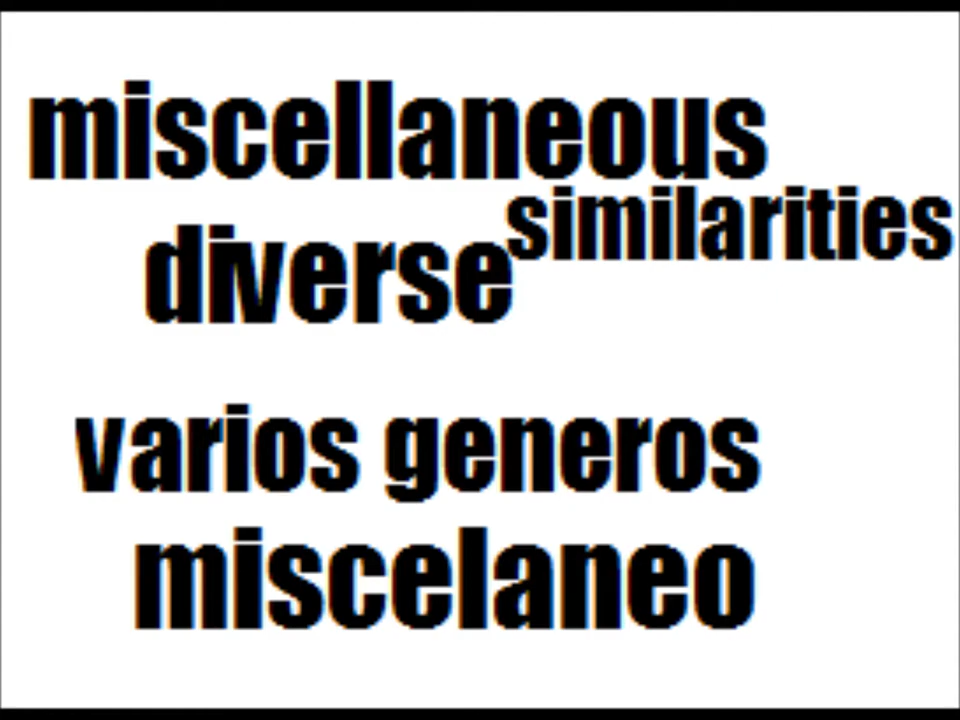 miscellaneous
similarities
diverse
varios generos
miscelaneo